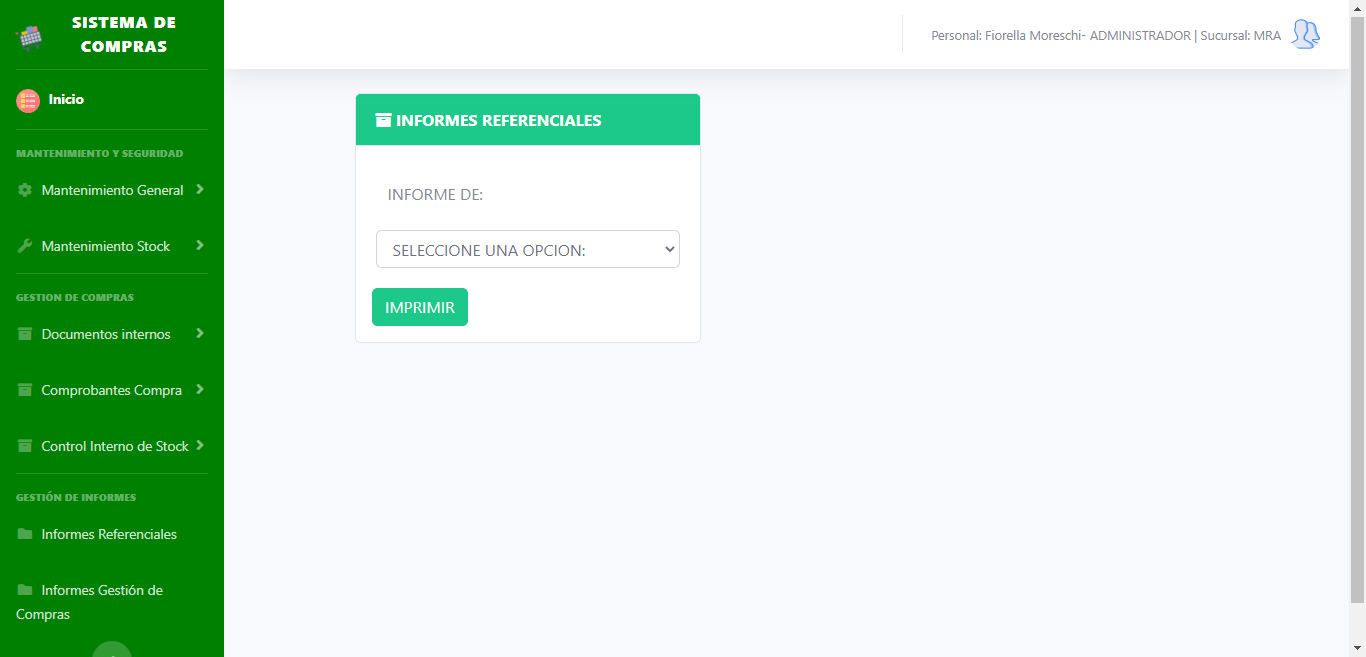 SISTEMA DE
COMPRAS
Personal: Fiorella Moreschi- ADMINISTRADOR | Sucursal: MRA
Inicio
MANTENIMIENTO Y SEGURIDAD
Mantenimiento General
Mantenimiento Stock
GESTION DE COMPRAS
Documentos internos
Comprobantes Compra
Control Interno de Stock
GESTIÓN DE INFORMES
Informes Referenciales
Informes Gestión de
Compras
INFORMES REFERENCIALES
INFORME DE:
SELECCIONE UNA OPCION:
IMPRIMIR